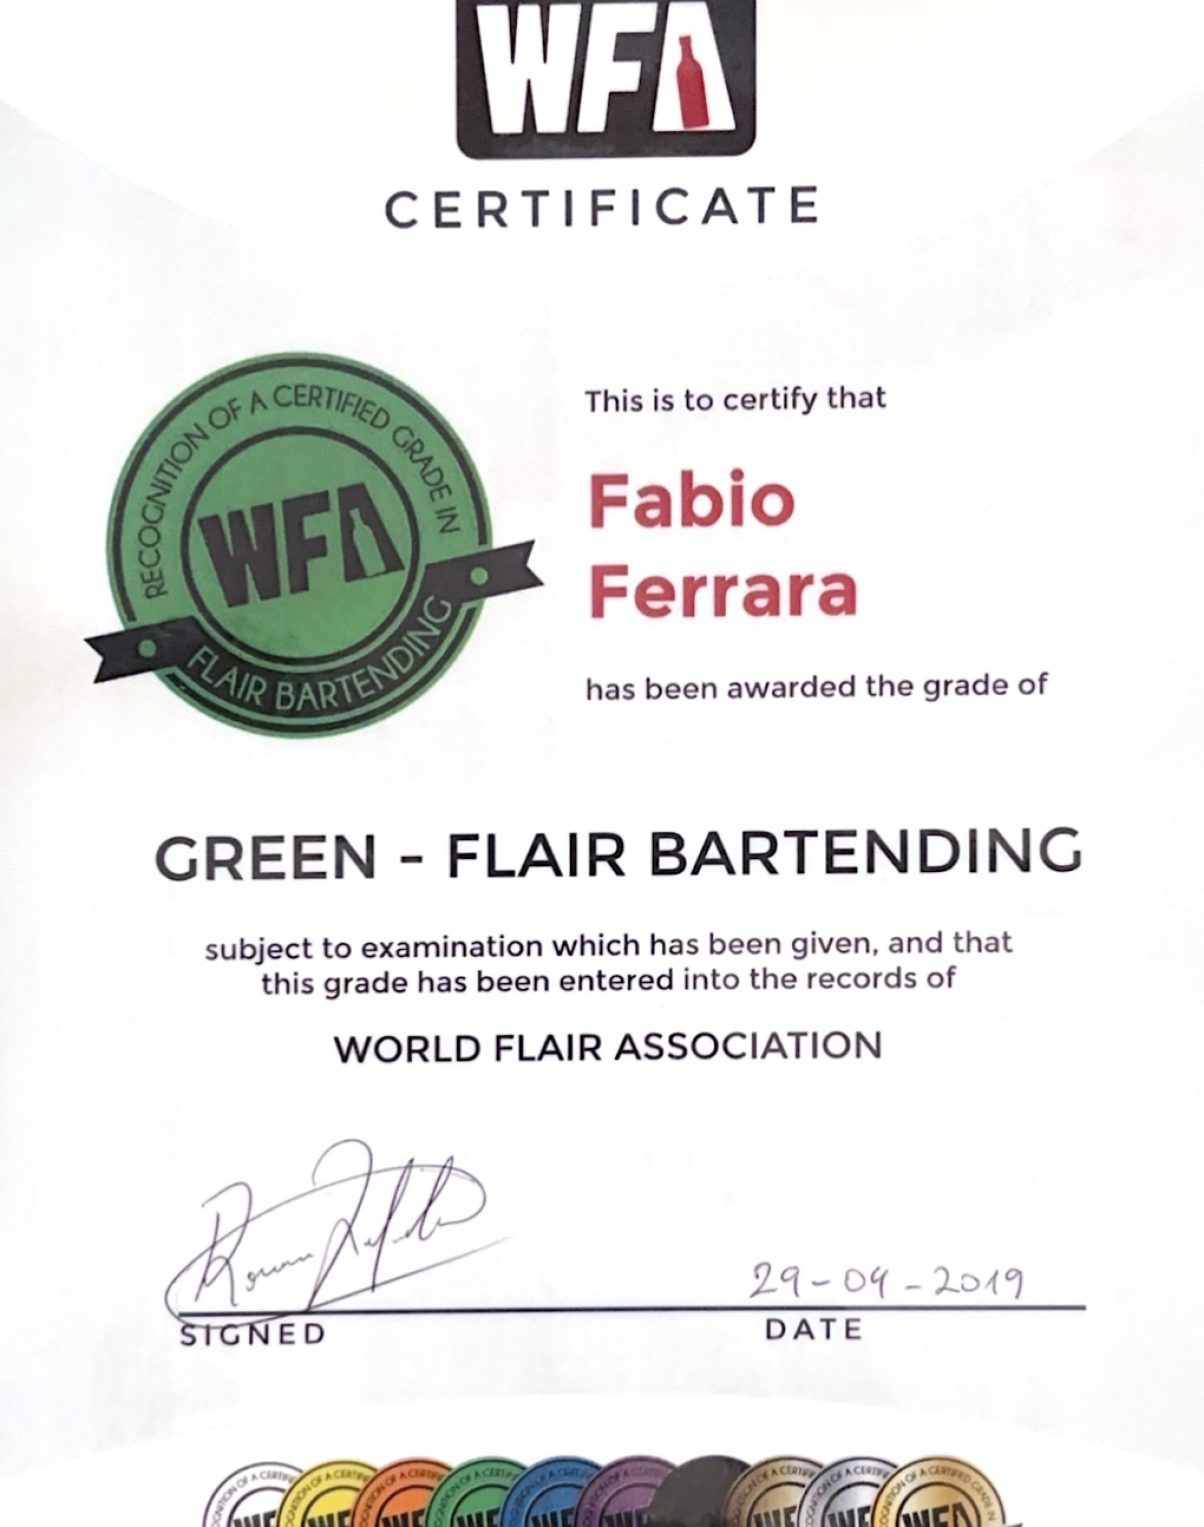 WFA
CERTIFICATE
RECOGNITION OF A CERTIFIED GRADE IN
WFA
FLAIR BARTENDING
This is to certify that
Fabio
Ferrara
has been awarded the grade of
GREEN - FLAIR BARTENDING
subject to examination which has been given, and that
this grade has been entered into the records of
WORLD FLAIR ASSOCIATION
29-04-2019
SIGNED
DATE